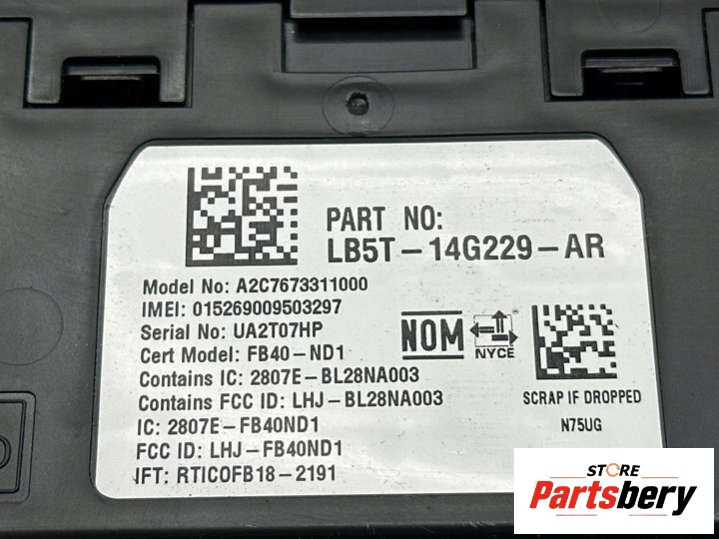 PART NO:
LB5T-14G229-AR
Model No: A2C7673311000
IMEI: 015269009503297
Serial No: UA2T07HP
Cert Model: FB40-ND1
Contains IC: 2807E-BL28NA003
Contains FCC ID: LHJ-BL28NA003
IC: 2807E-FB40ND1
FCC ID: LHJ-FB40ND1
IFT: RTICOFB18-2191
NOM
NYCE
SCRAP IF DROPPED
N75UG
STORE
Partsbery